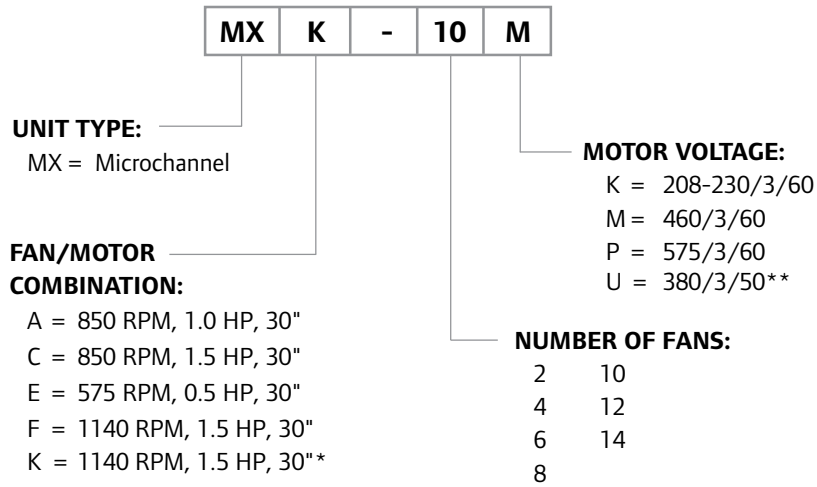 MX K - 10 M
UNIT TYPE:
MX = Microchannel
FAN/MOTOR
COMBINATION:
A = 850 RPM, 1.0 HP, 30"
C = 850 RPM, 1.5 HP, 30"
E = 575 RPM, 0.5 HP, 30"
F = 1140 RPM, 1.5 HP, 30"
K = 1140 RPM, 1.5 HP, 30"*
MOTOR VOLTAGE:
K = 208-230/3/60
M = 460/3/60
P = 575/3/60
U = 380/3/50**
NUMBER OF FANS:
2 10
4 12
6 14
8